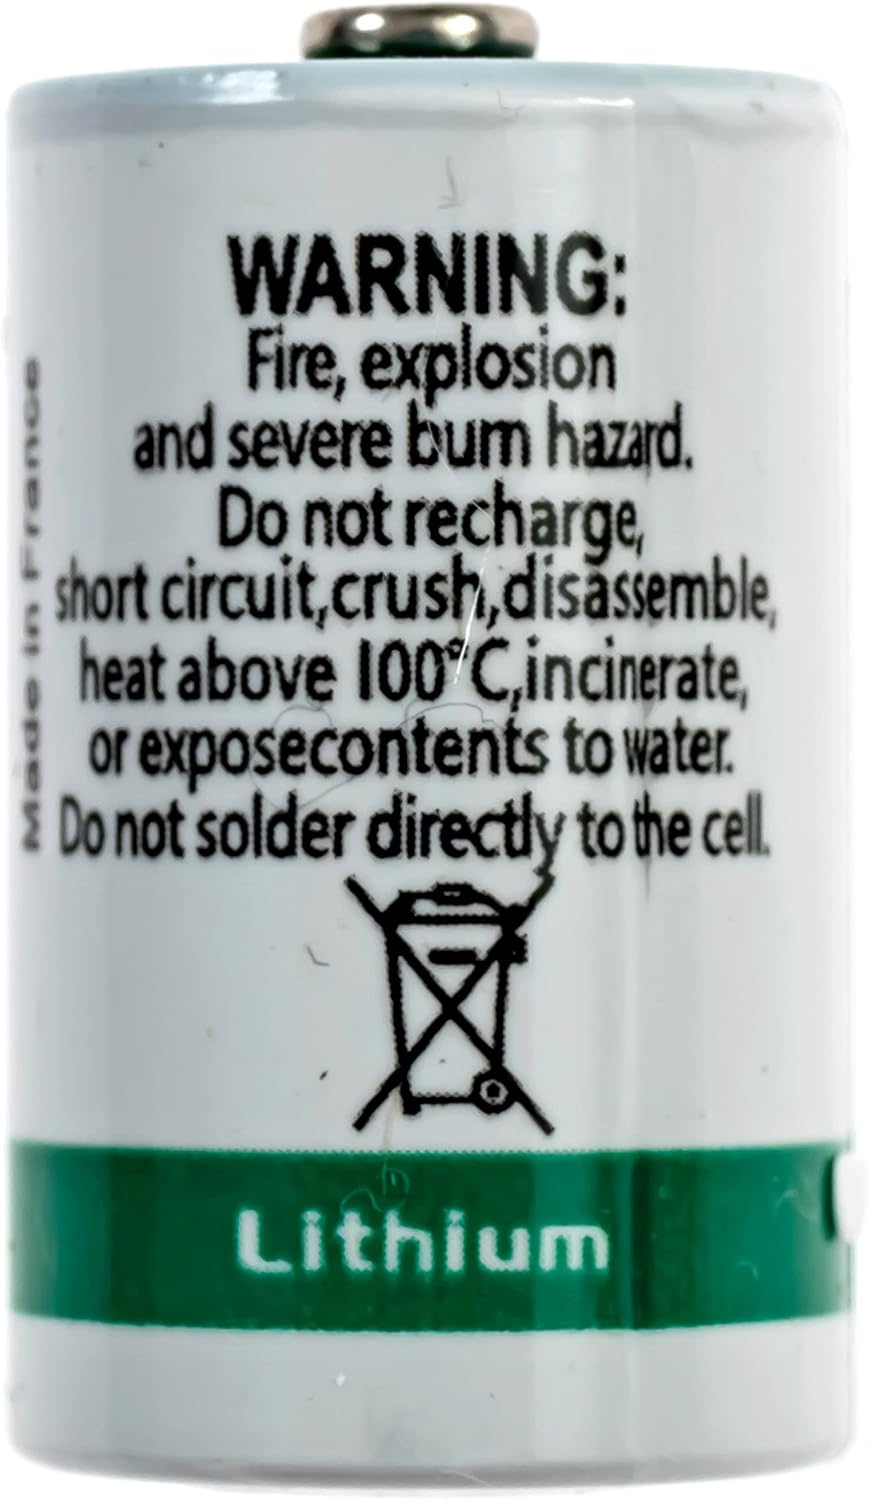 WARNING:
Fire, explosion
and severe burn hazard.
Do not recharge,
short circuit,crush,disassemble,
heat above 100°C,incinerate,
or exposecontents to water.
Do not solder directly to the cell.
Made in France
Lithium